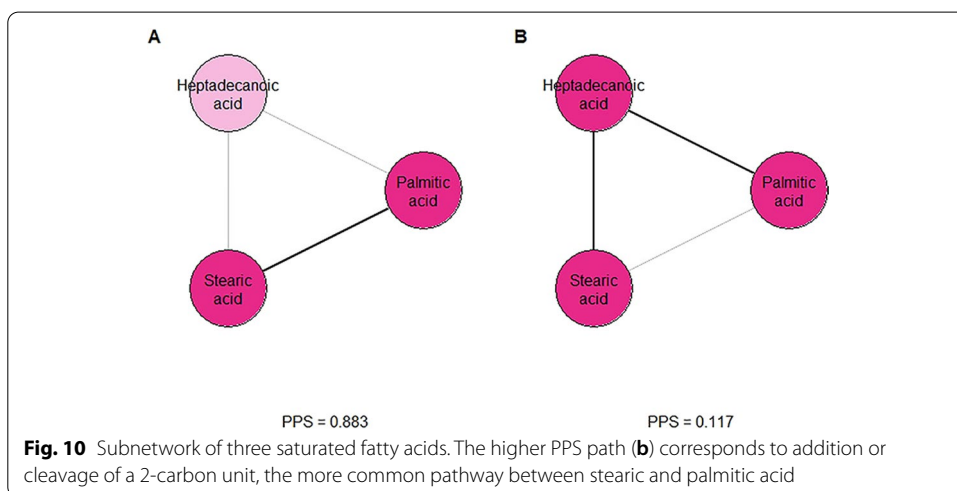 A
B
Heptadecanoic
acid
Heptadecanoic
acid
Palmitic
acid
Palmitic
acid
Stearic
acid
Stearic
acid
PPS = 0.883
PPS = 0.117
Fig. 10 Subnetwork of three saturated fatty acids. The higher PPS path (b) corresponds to addition or
cleavage of a 2-carbon unit, the more common pathway between stearic and palmitic acid